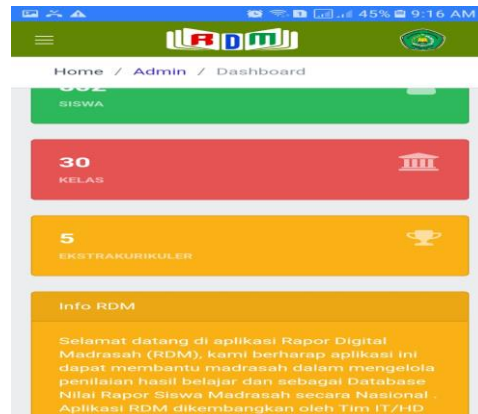 45% 9:16 AM
RDM
Home / Admin / Dashboard
SISWA
30
KELAS
5
EKSTRAKURIKULER
Info RDM
Selamat datang di aplikasi Rapor Digital
Madrasah (RDM), kami berharap aplikasi ini
dapat membantu madrasah dalam mengelola
penilaian hasil belajar dan sebagai Database
Nilai Rapor Siswa Madrasah secara Nasional .
Aplikasi RDM dikembangkan oleh Tim IT/HD